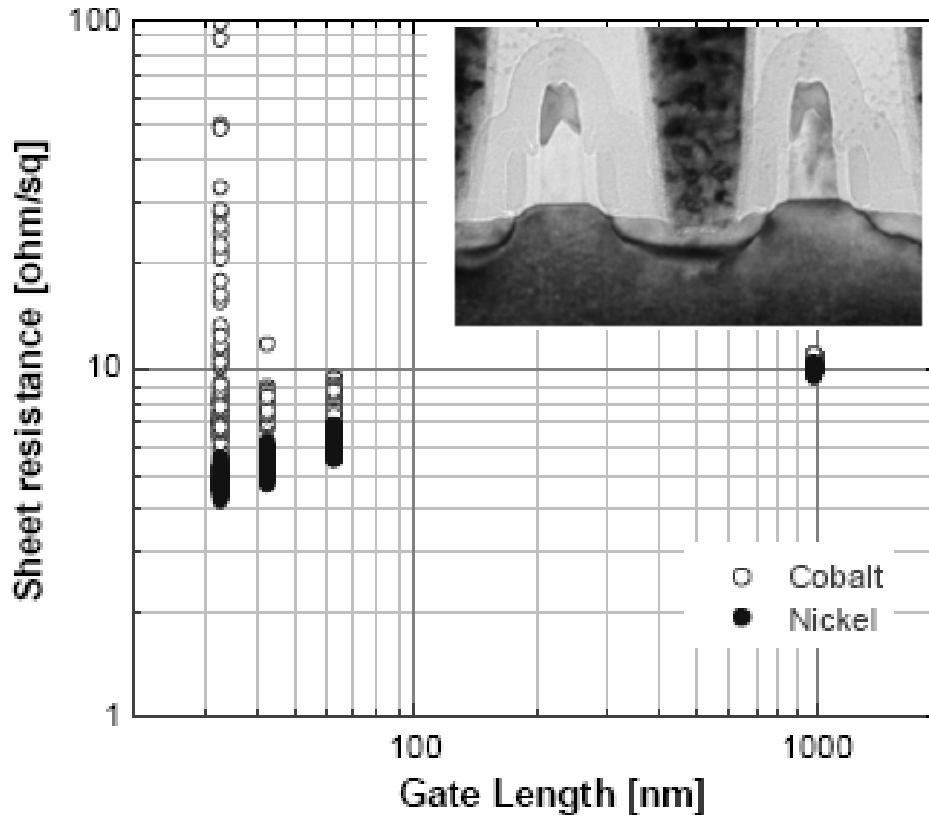 100
10
1
Sheet resistance [ohm/sq]
Cobalt
Nickel
100
1000
Gate Length [nm]